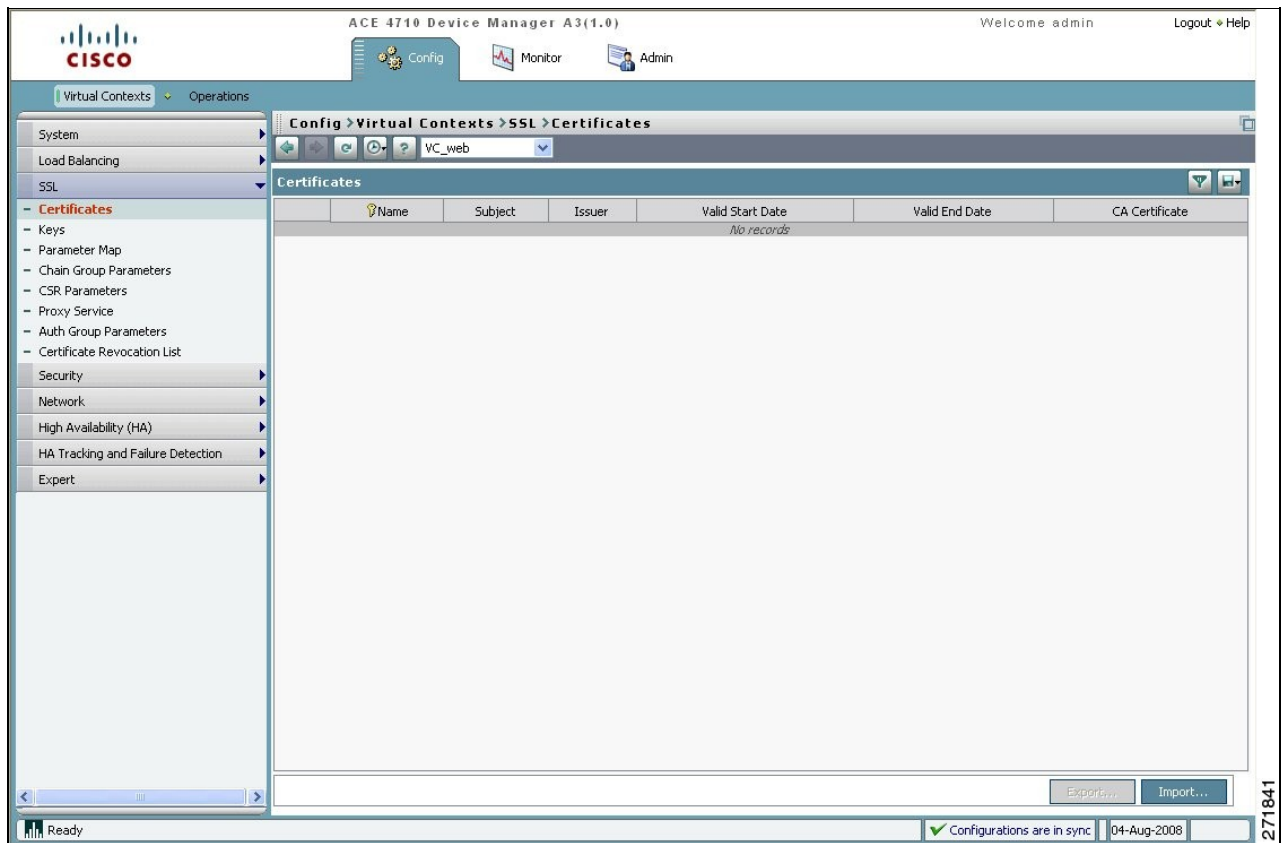 ACE 4710 Device Manager A3(1.0)
Welcome admin
Logout Help
CISCO
Config
Monitor
Admin
Virtual Contexts
Operations
Config > Virtual Contexts > SSL > Certificates
VC_web
System
Load Balancing
SSL
Certificates
Keys
Parameter Map
Chain Group Parameters
CSR Parameters
Proxy Service
Auth Group Parameters
Certificate Revocation List
Security
Network
High Availability (HA)
HA Tracking and Failure Detection
Expert
Certificates
Name Subject Issuer Valid Start Date Valid End Date CA Certificate
No records
Export... Import...
Ready
Configurations are in sync
04-Aug-2008
271841